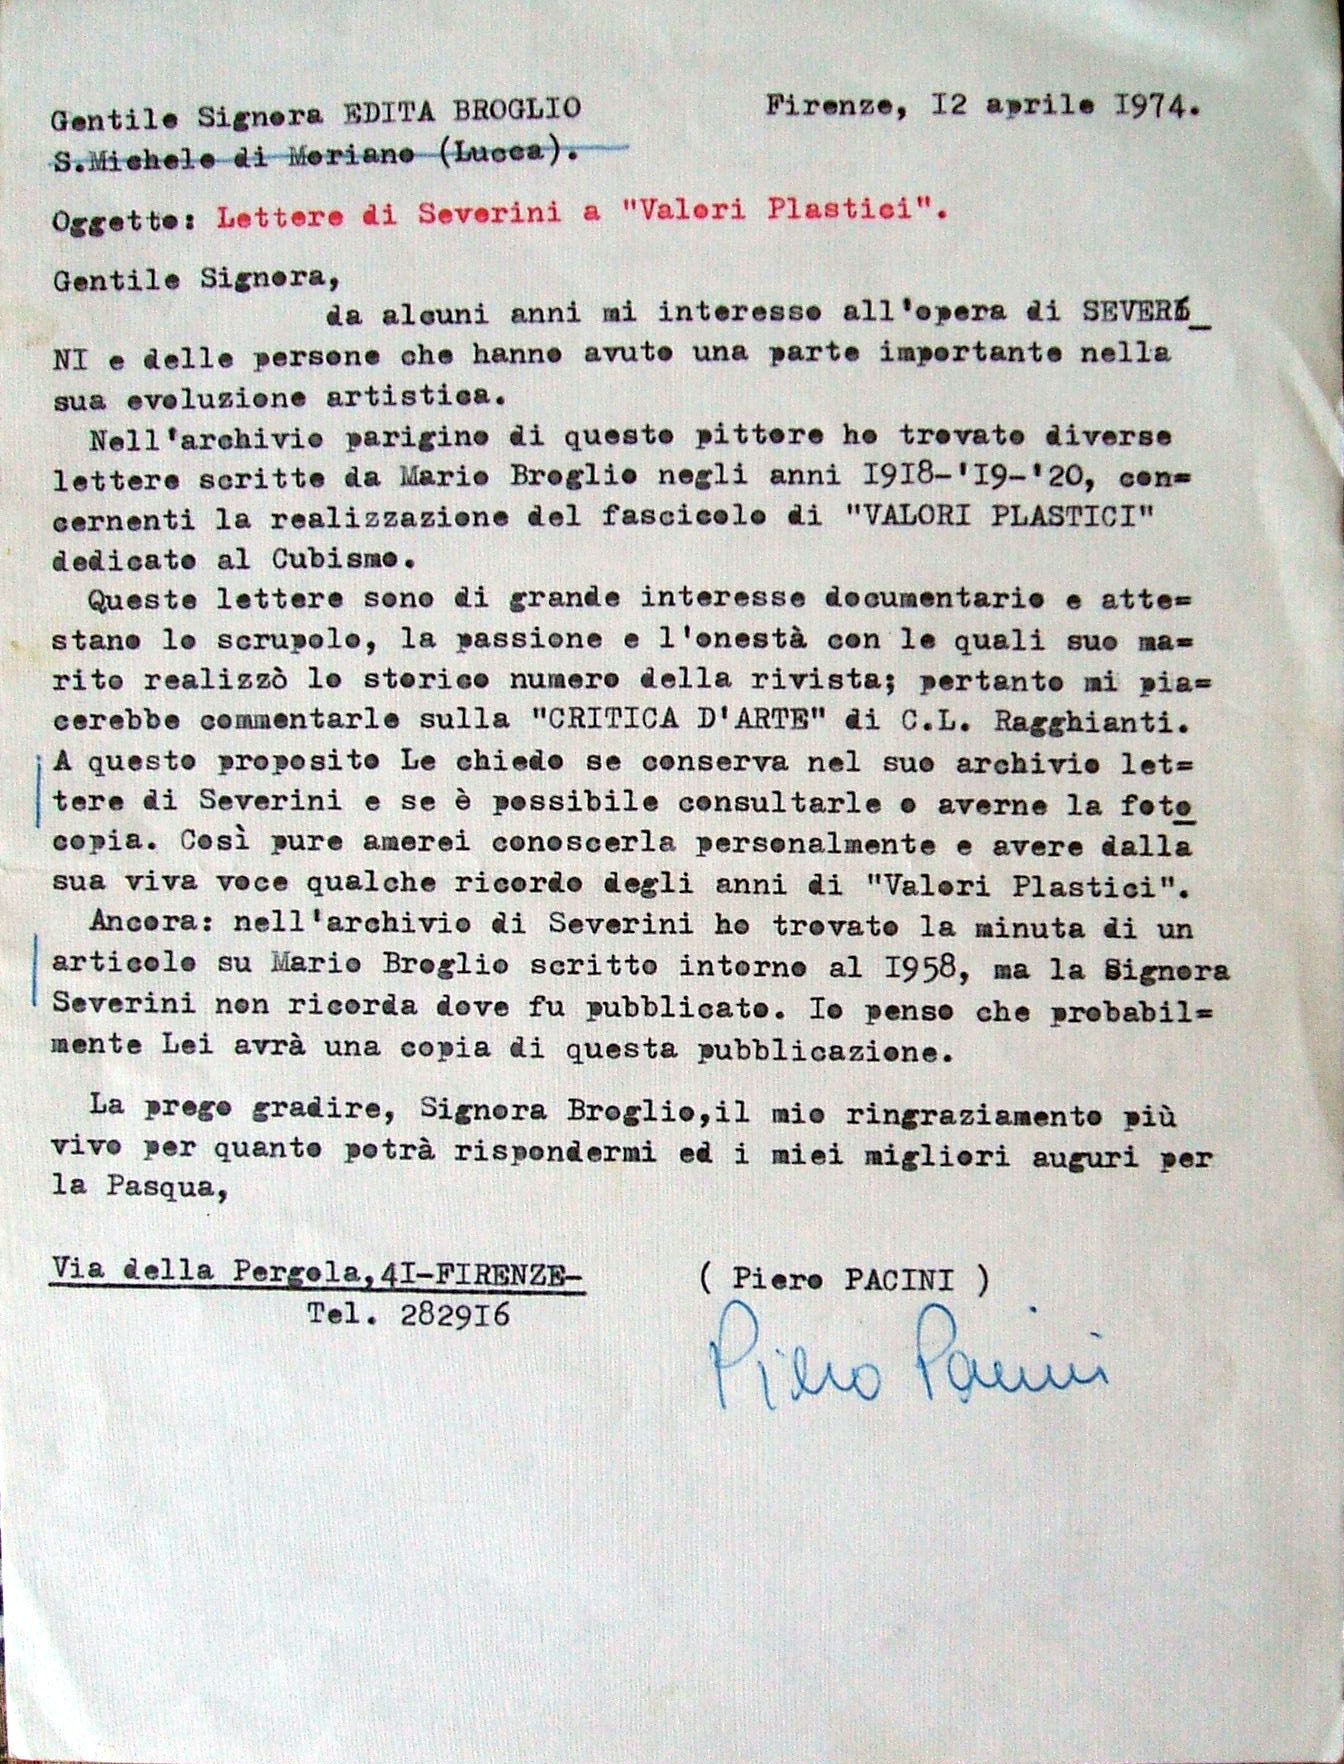 Gentile Signora EDITA BROGLIO Firenze, I2 aprile I974.
S.Michele di Moriano (Lucca).
Oggetto: Lettere di Severini a "Valori Plastici".
Gentile Signora,
da alcuni anni mi interesso all'opera di SEVERI_
NI e delle persone che hanno avuto una parte importante nella
sua evoluzione artistica.
Nell'archivio parigino di questo pittore ho trovato diverse
lettere scritte da Mario Broglio negli anni I9I8-'I9-'20, con=
cernenti la realizzazione del fascicolo di "VALORI PLASTICI"
dedicato al Cubismo.
Queste lettere sono di grande interesse documentario e atte=
stano lo scrupolo, la passione e l'onestà con le quali suo ma=
rito realizzò lo storico numero della rivista; pertanto mi pia=
cerebbe commentarle sulla "CRITICA D'ARTE" di C.L. Ragghianti.
A questo proposito Le chiedo se conserva nel suo archivio let=
tere di Severini e se è possibile consultarle o averne la foto
copia. Così pure amerei conoscerla personalmente e avere dalla
sua viva voce qualche ricordo degli anni di "Valori Plastici".
Ancora: nell'archivio di Severini ho trovato la minuta di un
articolo su Mario Broglio scritto intorno al I958, ma la Signora
Severini non ricorda dove fu pubblicato. Io penso che probabil=
mente Lei avrà una copia di questa pubblicazione.
La prego gradire, Signora Broglio,il mio ringraziamento più
vivo per quanto potrà rispondermi ed i miei migliori auguri per
la Pasqua,
Via della Pergola,4I-FIRENZE- ( Piero PACINI )
Tel. 2829I6
Piero Pacini